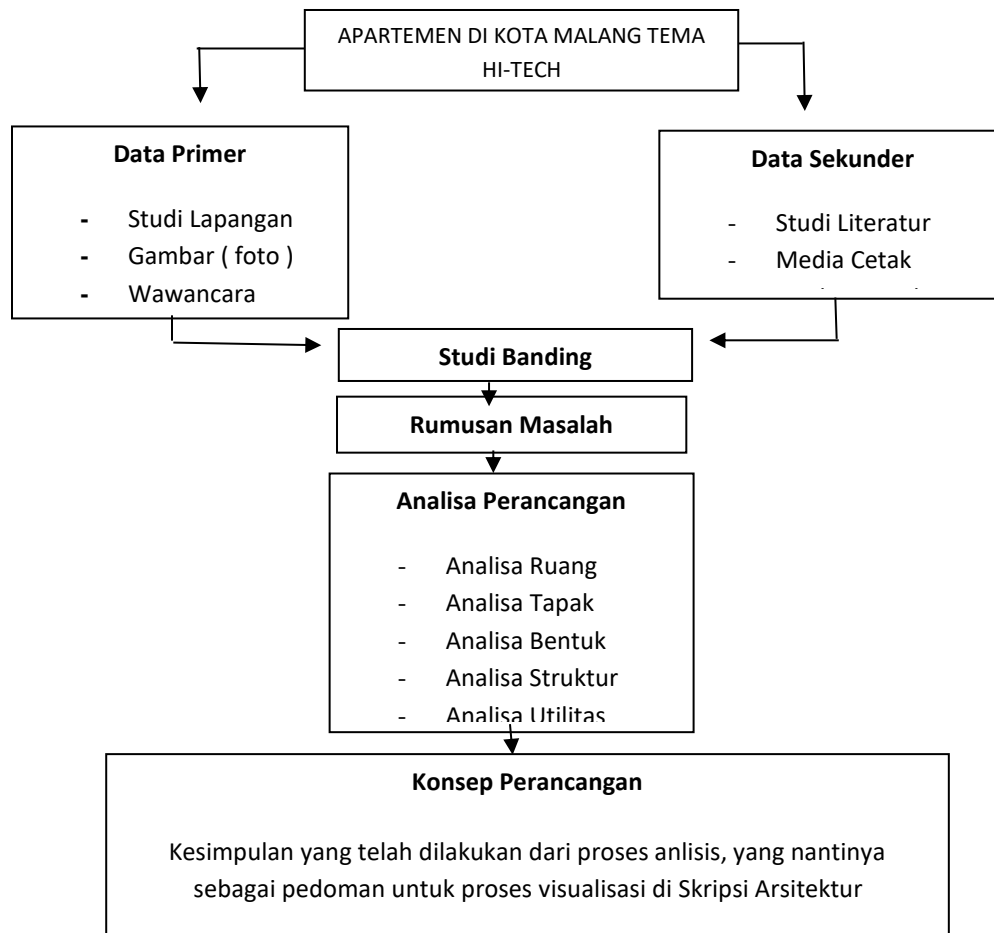 APARTEMEN DI KOTA MALANG TEMA
HI-TECH
Data Primer
- Studi Lapangan
- Gambar ( foto )
- Wawancara
Data Sekunder
- Studi Literatur
- Media Cetak
Studi Banding
Rumusan Masalah
Analisa Perancangan
- Analisa Ruang
- Analisa Tapak
- Analisa Bentuk
- Analisa Struktur
- Analisa Utilitas
Konsep Perancangan
Kesimpulan yang telah dilakukan dari proses anlisis, yang nantinya
sebagai pedoman untuk proses visualisasi di Skripsi Arsitektur